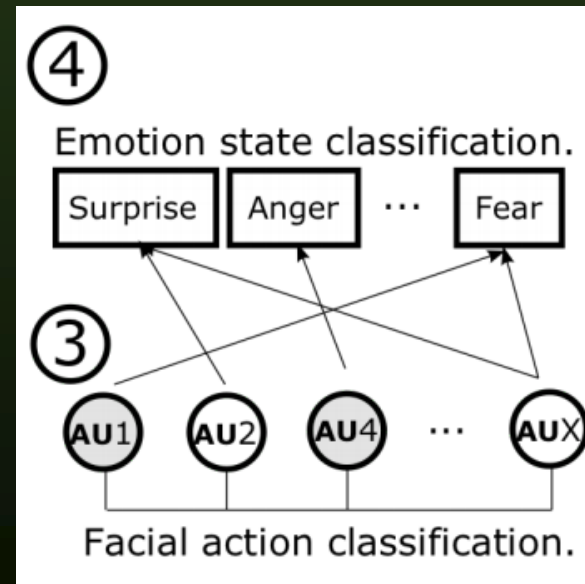 ④
Emotion state classification.
Surprise Anger ... Fear
③
AU1 AU2 AU4 ... AUX
Facial action classification.